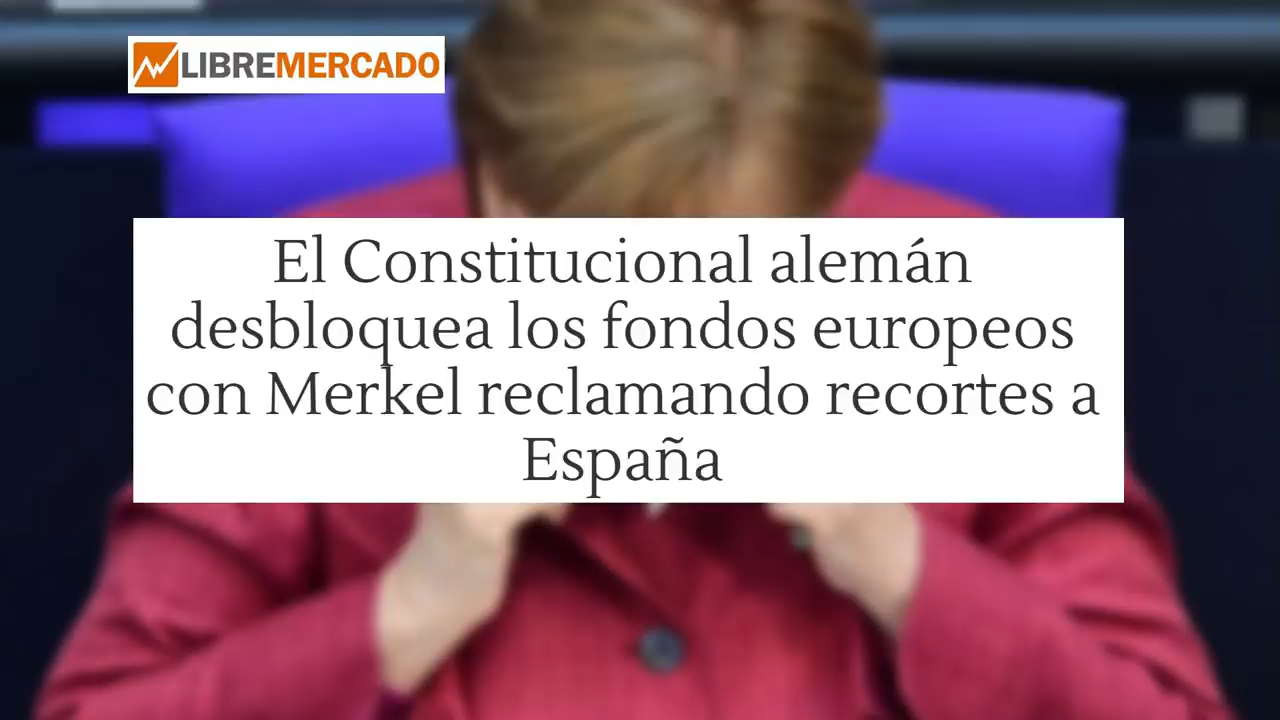 LIBREMERCADO
El Constitucional alemán
desbloquea los fondos europeos
con Merkel reclamando recortes a
España